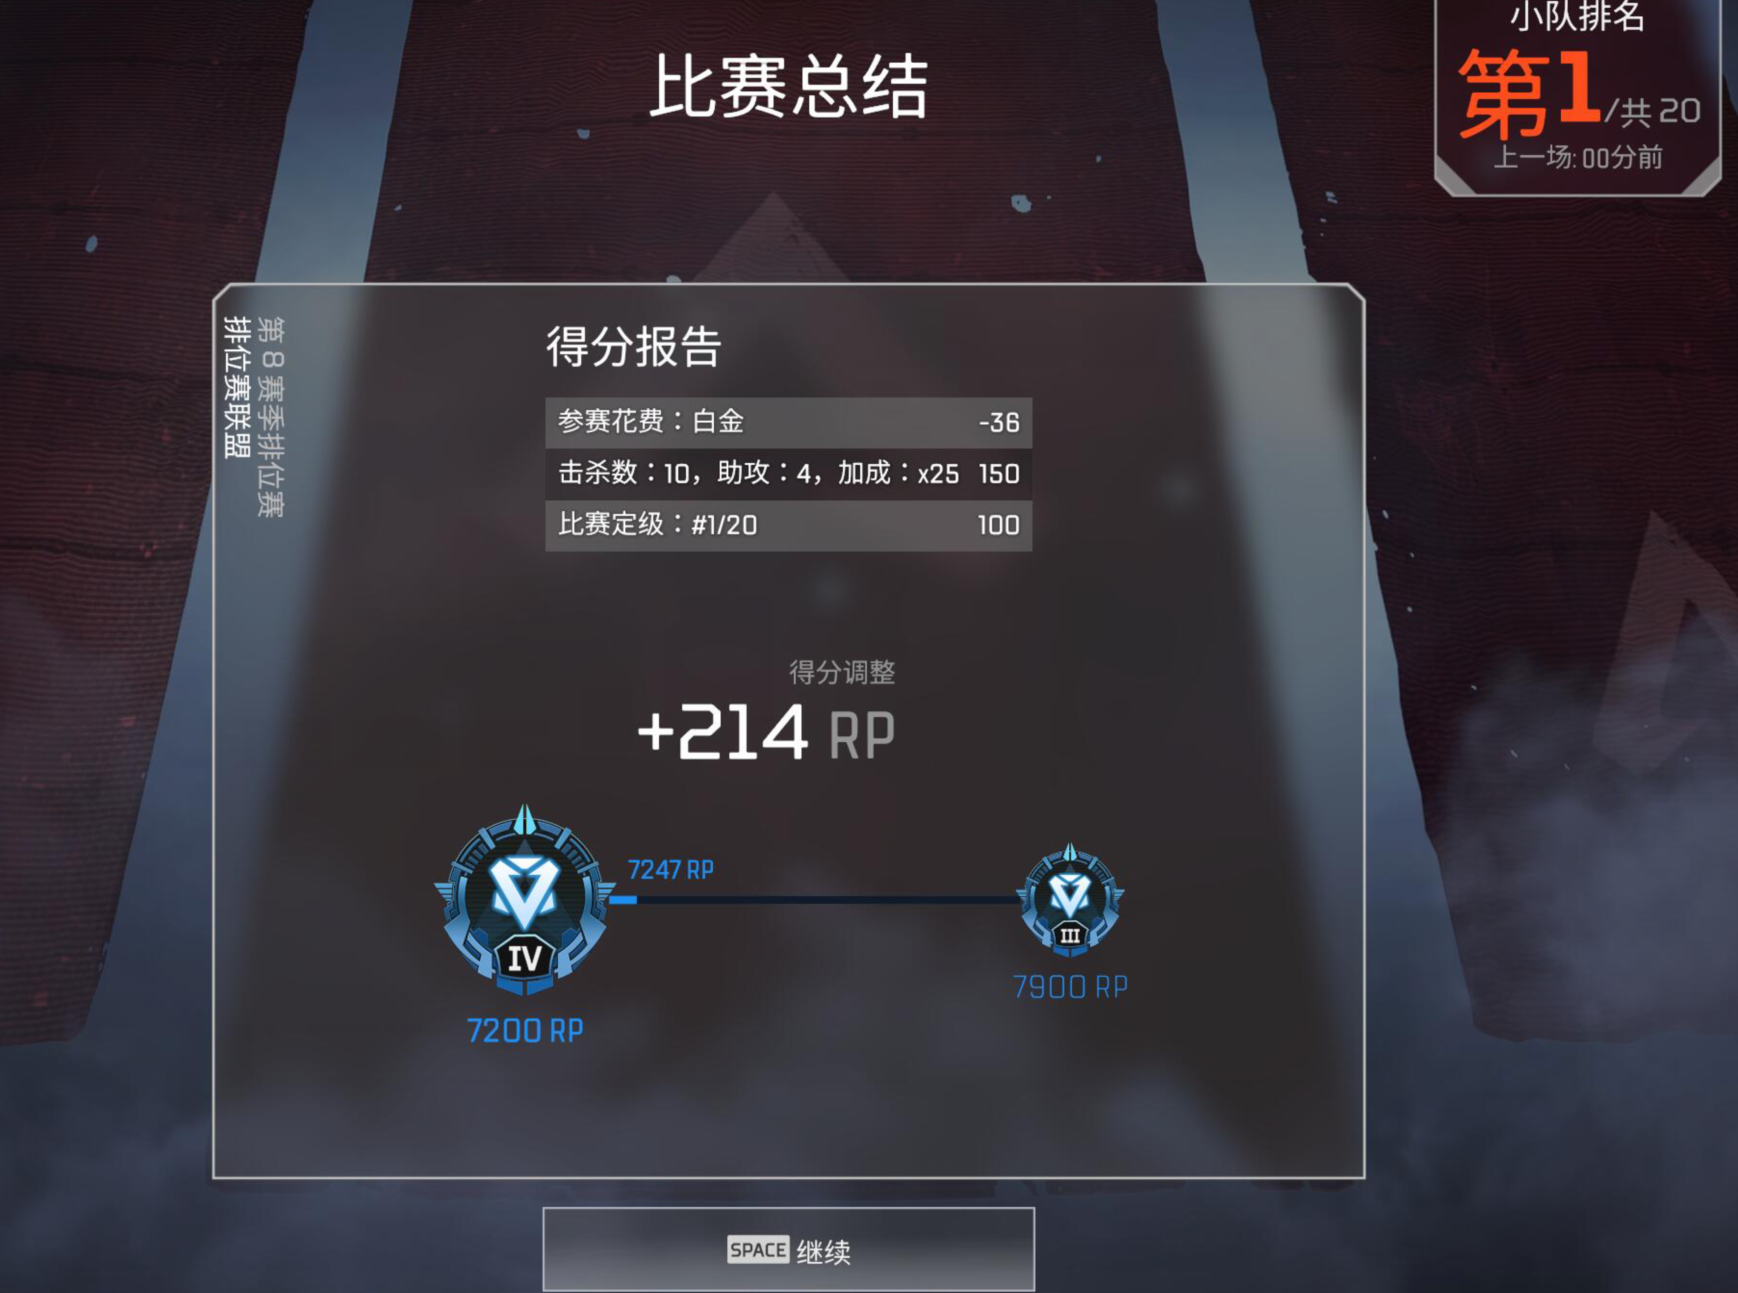 小队排名
第1/共 20
上一场: 00分前
比赛总结
第 8 赛季排位赛
排位赛联盟
得分报告
参赛花费：白金 -36
击杀数：10，助攻：4，加成：x25 150
比赛定级：#1/20 100
得分调整
+214 RP
7247 RP
IV
III
7200 RP
7900 RP
SPACE 继续